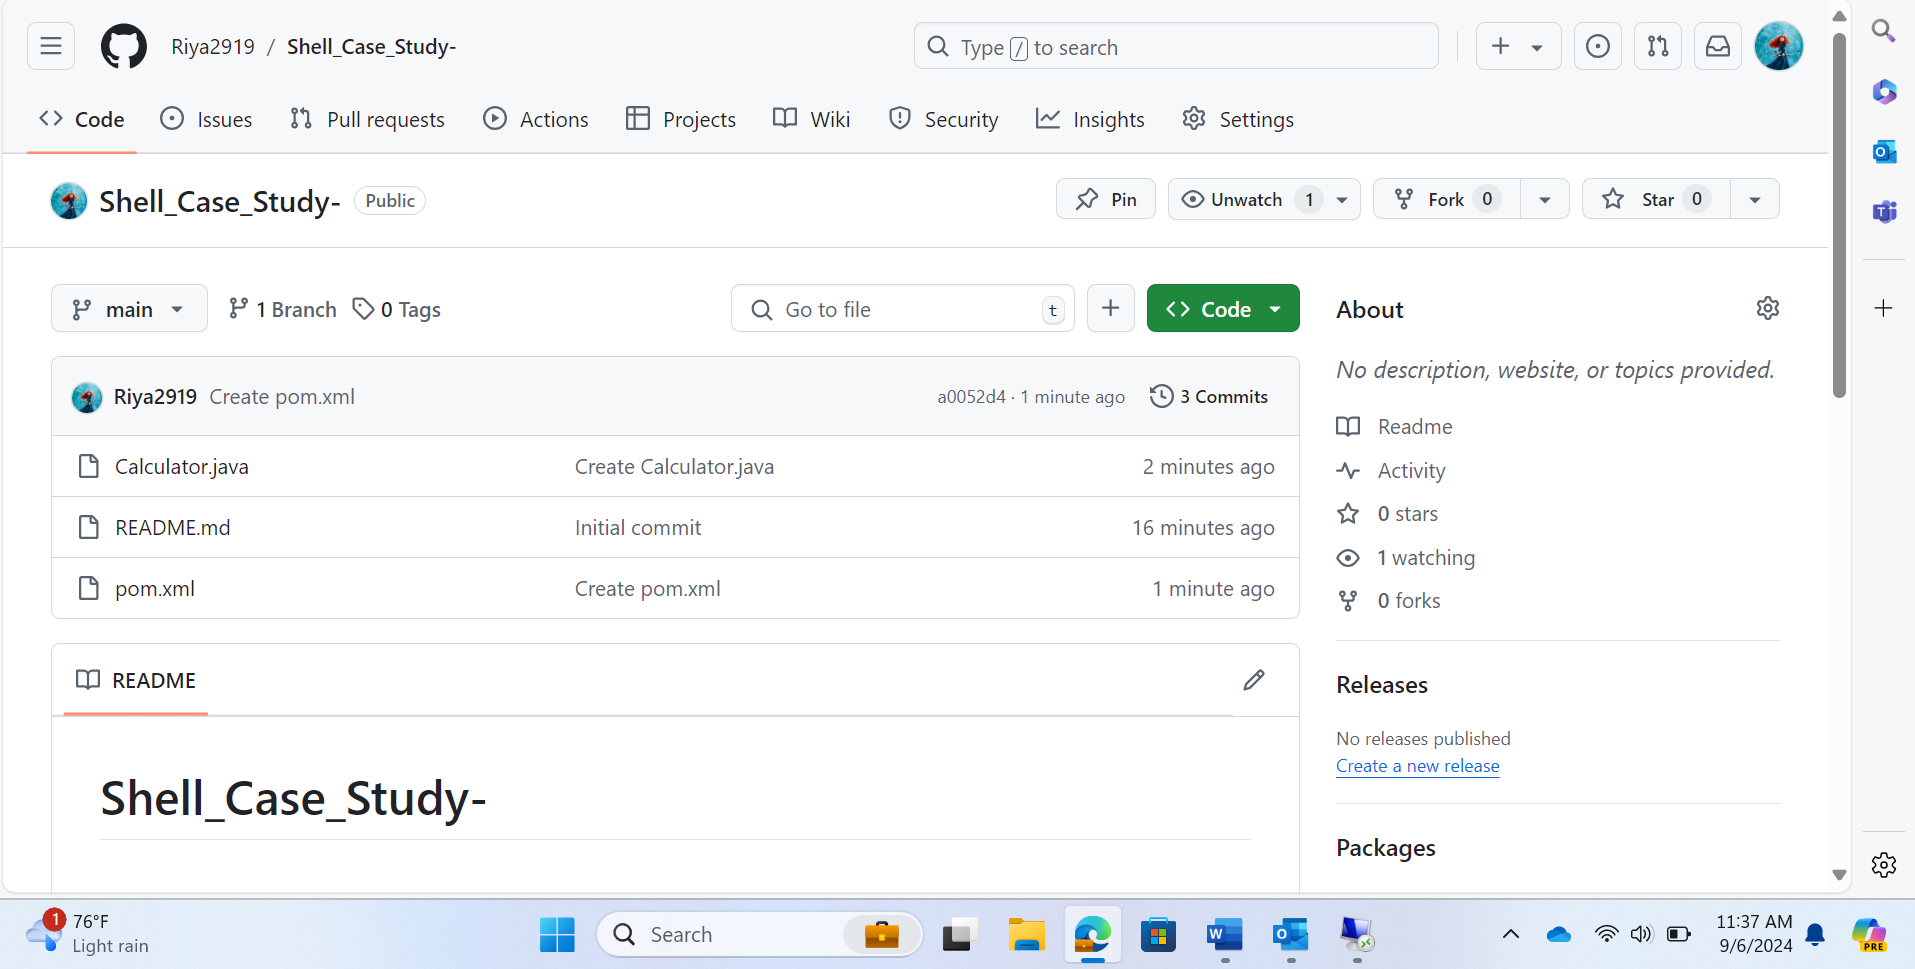 Riya2919 / Shell_Case_Study-
Type / to search
Code Issues Pull requests Actions Projects Wiki Security Insights Settings
Shell_Case_Study- Public
Pin Unwatch 1 Fork 0 Star 0
main 1 Branch 0 Tags Go to file t + Code
Riya2919 Create pom.xml a0052d4 · 1 minute ago 3 Commits
Calculator.java Create Calculator.java 2 minutes ago
README.md Initial commit 16 minutes ago
pom.xml Create pom.xml 1 minute ago
README
Shell_Case_Study-
About
No description, website, or topics provided.
Readme
Activity
0 stars
1 watching
0 forks
Releases
No releases published
Create a new release
Packages
1 76°F
Light rain
Search
W
O
PRE
11:37 AM
9/6/2024